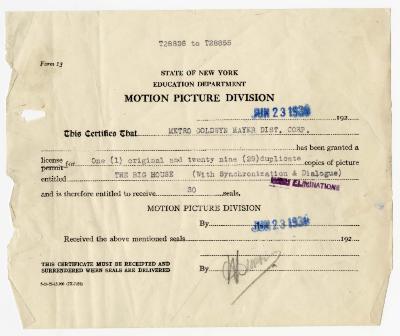 T28836 to T28855
Form 13
STATE OF NEW YORK
EDUCATION DEPARTMENT
MOTION PICTURE DIVISION
JUN 23 1930 192
This Certifies That METRO GOLDWYN MAYER DIST. CORP.
has been granted a
license
permit for One (1) original and twenty nine (29)duplicate copies of picture
entitled THE BIG HOUSE (With Synchronization & Dialogue)
ELIMINATIONS
and is therefore entitled to receive 30 seals.
MOTION PICTURE DIVISION
By
JUN 23 1930
Received the above mentioned seals 192
THIS CERTIFICATE MUST BE RECEIPTED AND
SURRENDERED WHEN SEALS ARE DELIVERED
By